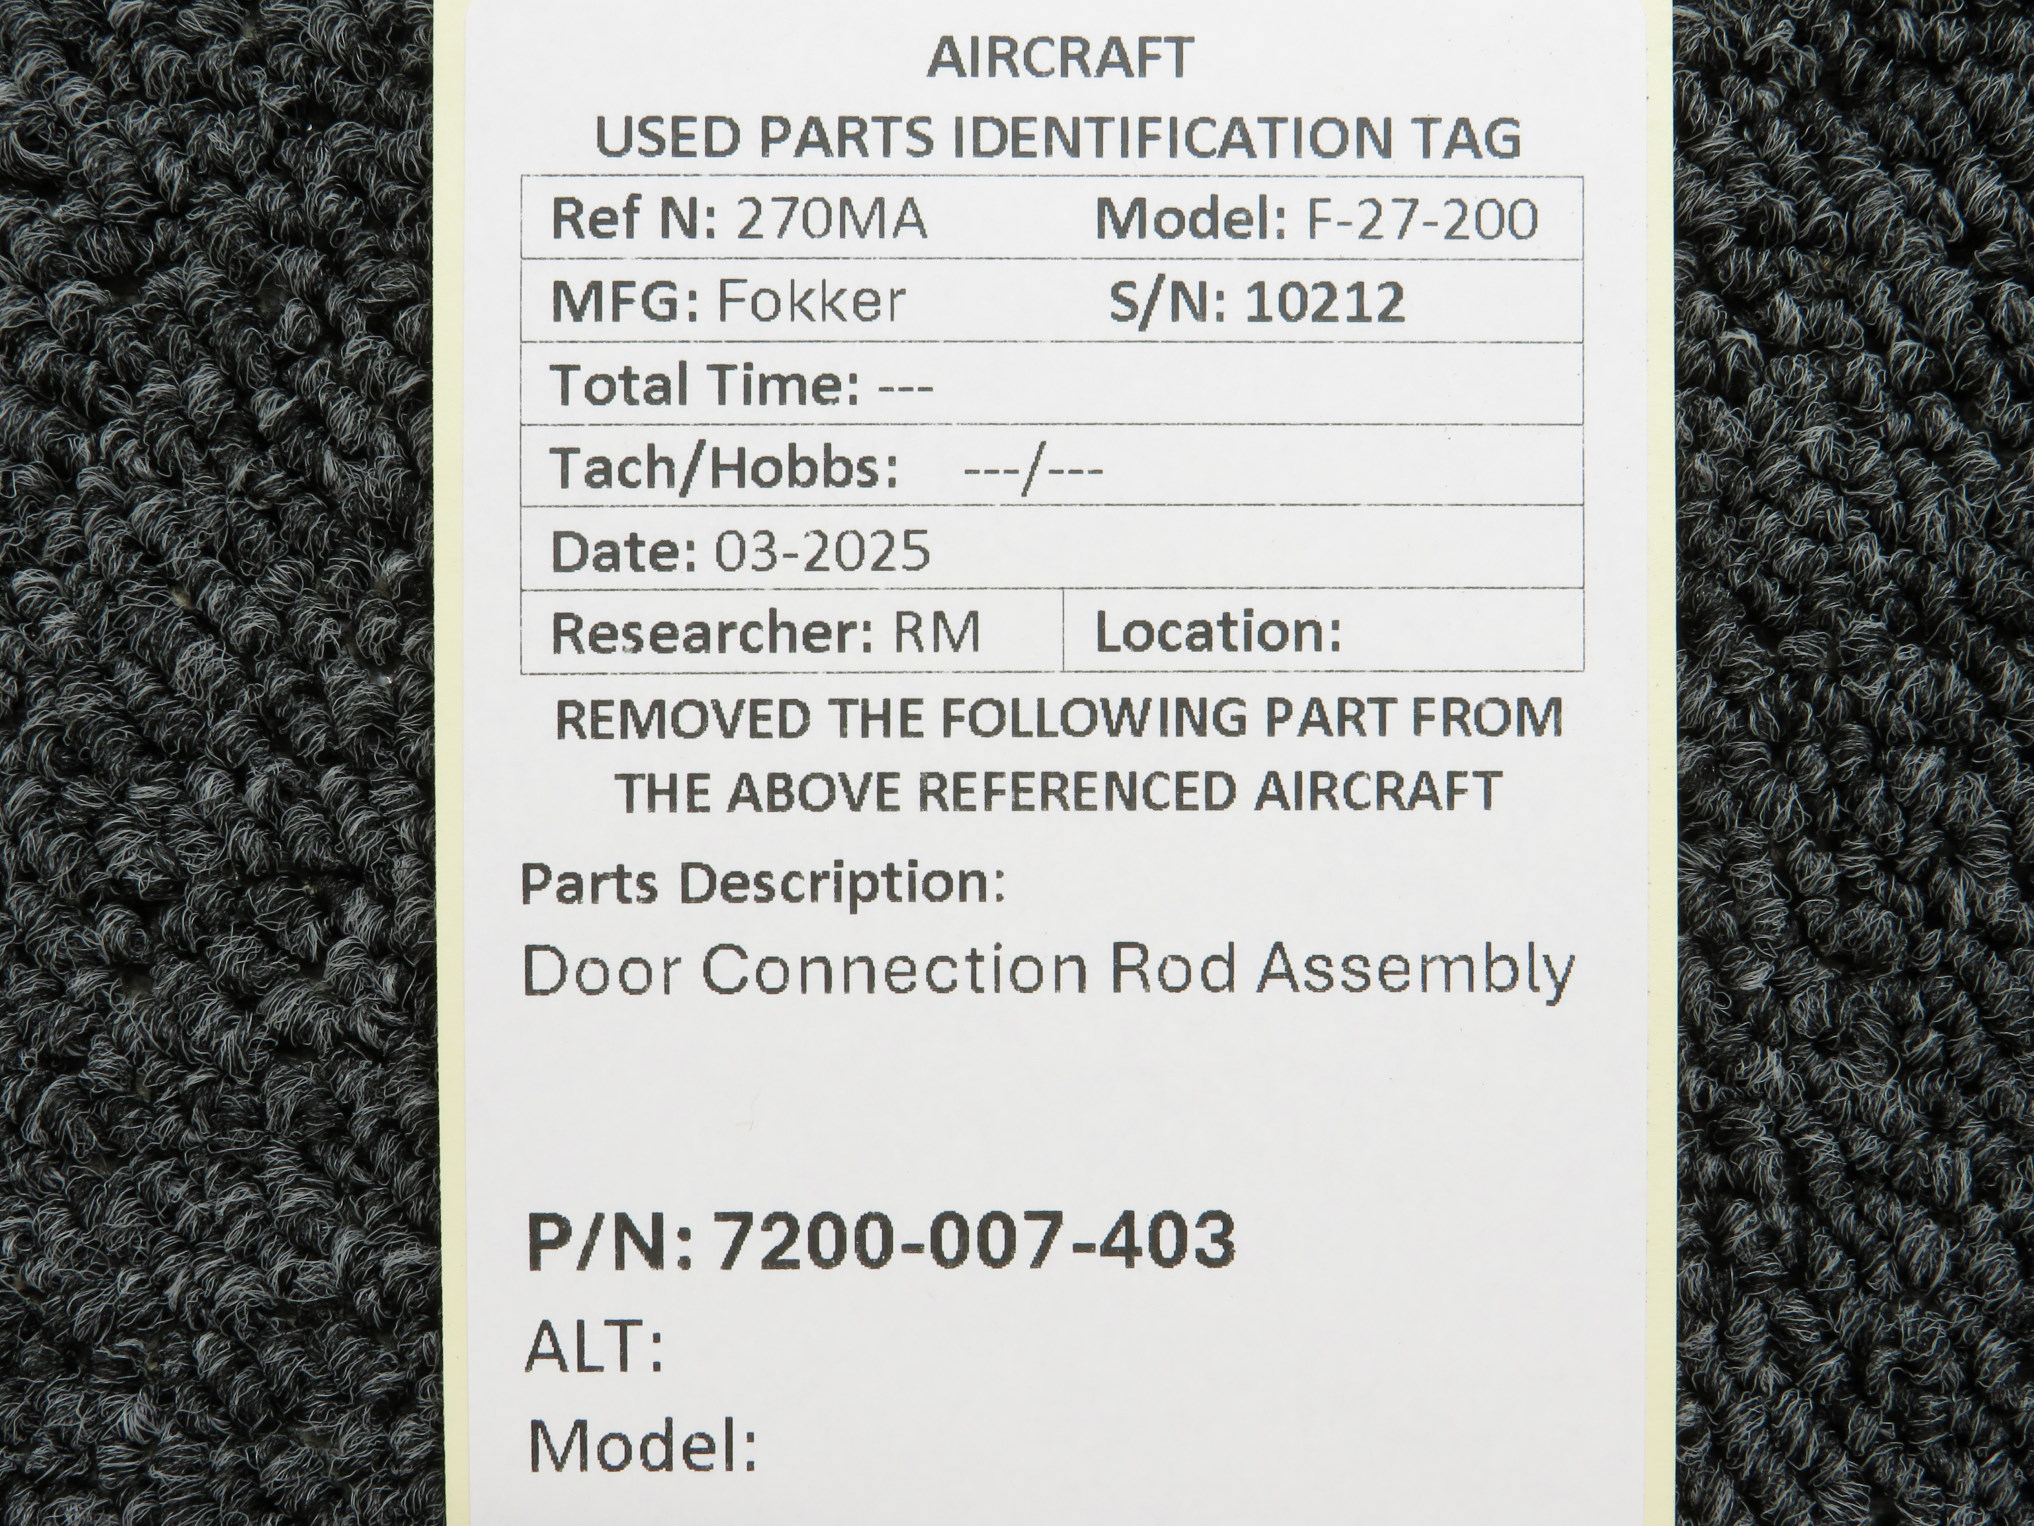 AIRCRAFT
USED PARTS IDENTIFICATION TAG
Ref N: 270MA Model: F-27-200
MFG: Fokker S/N: 10212
Total Time: ---
Tach/Hobbs: ---/---
Date: 03-2025
Researcher: RM Location:
REMOVED THE FOLLOWING PART FROM
THE ABOVE REFERENCED AIRCRAFT
Parts Description:
Door Connection Rod Assembly
P/N: 7200-007-403
ALT:
Model: